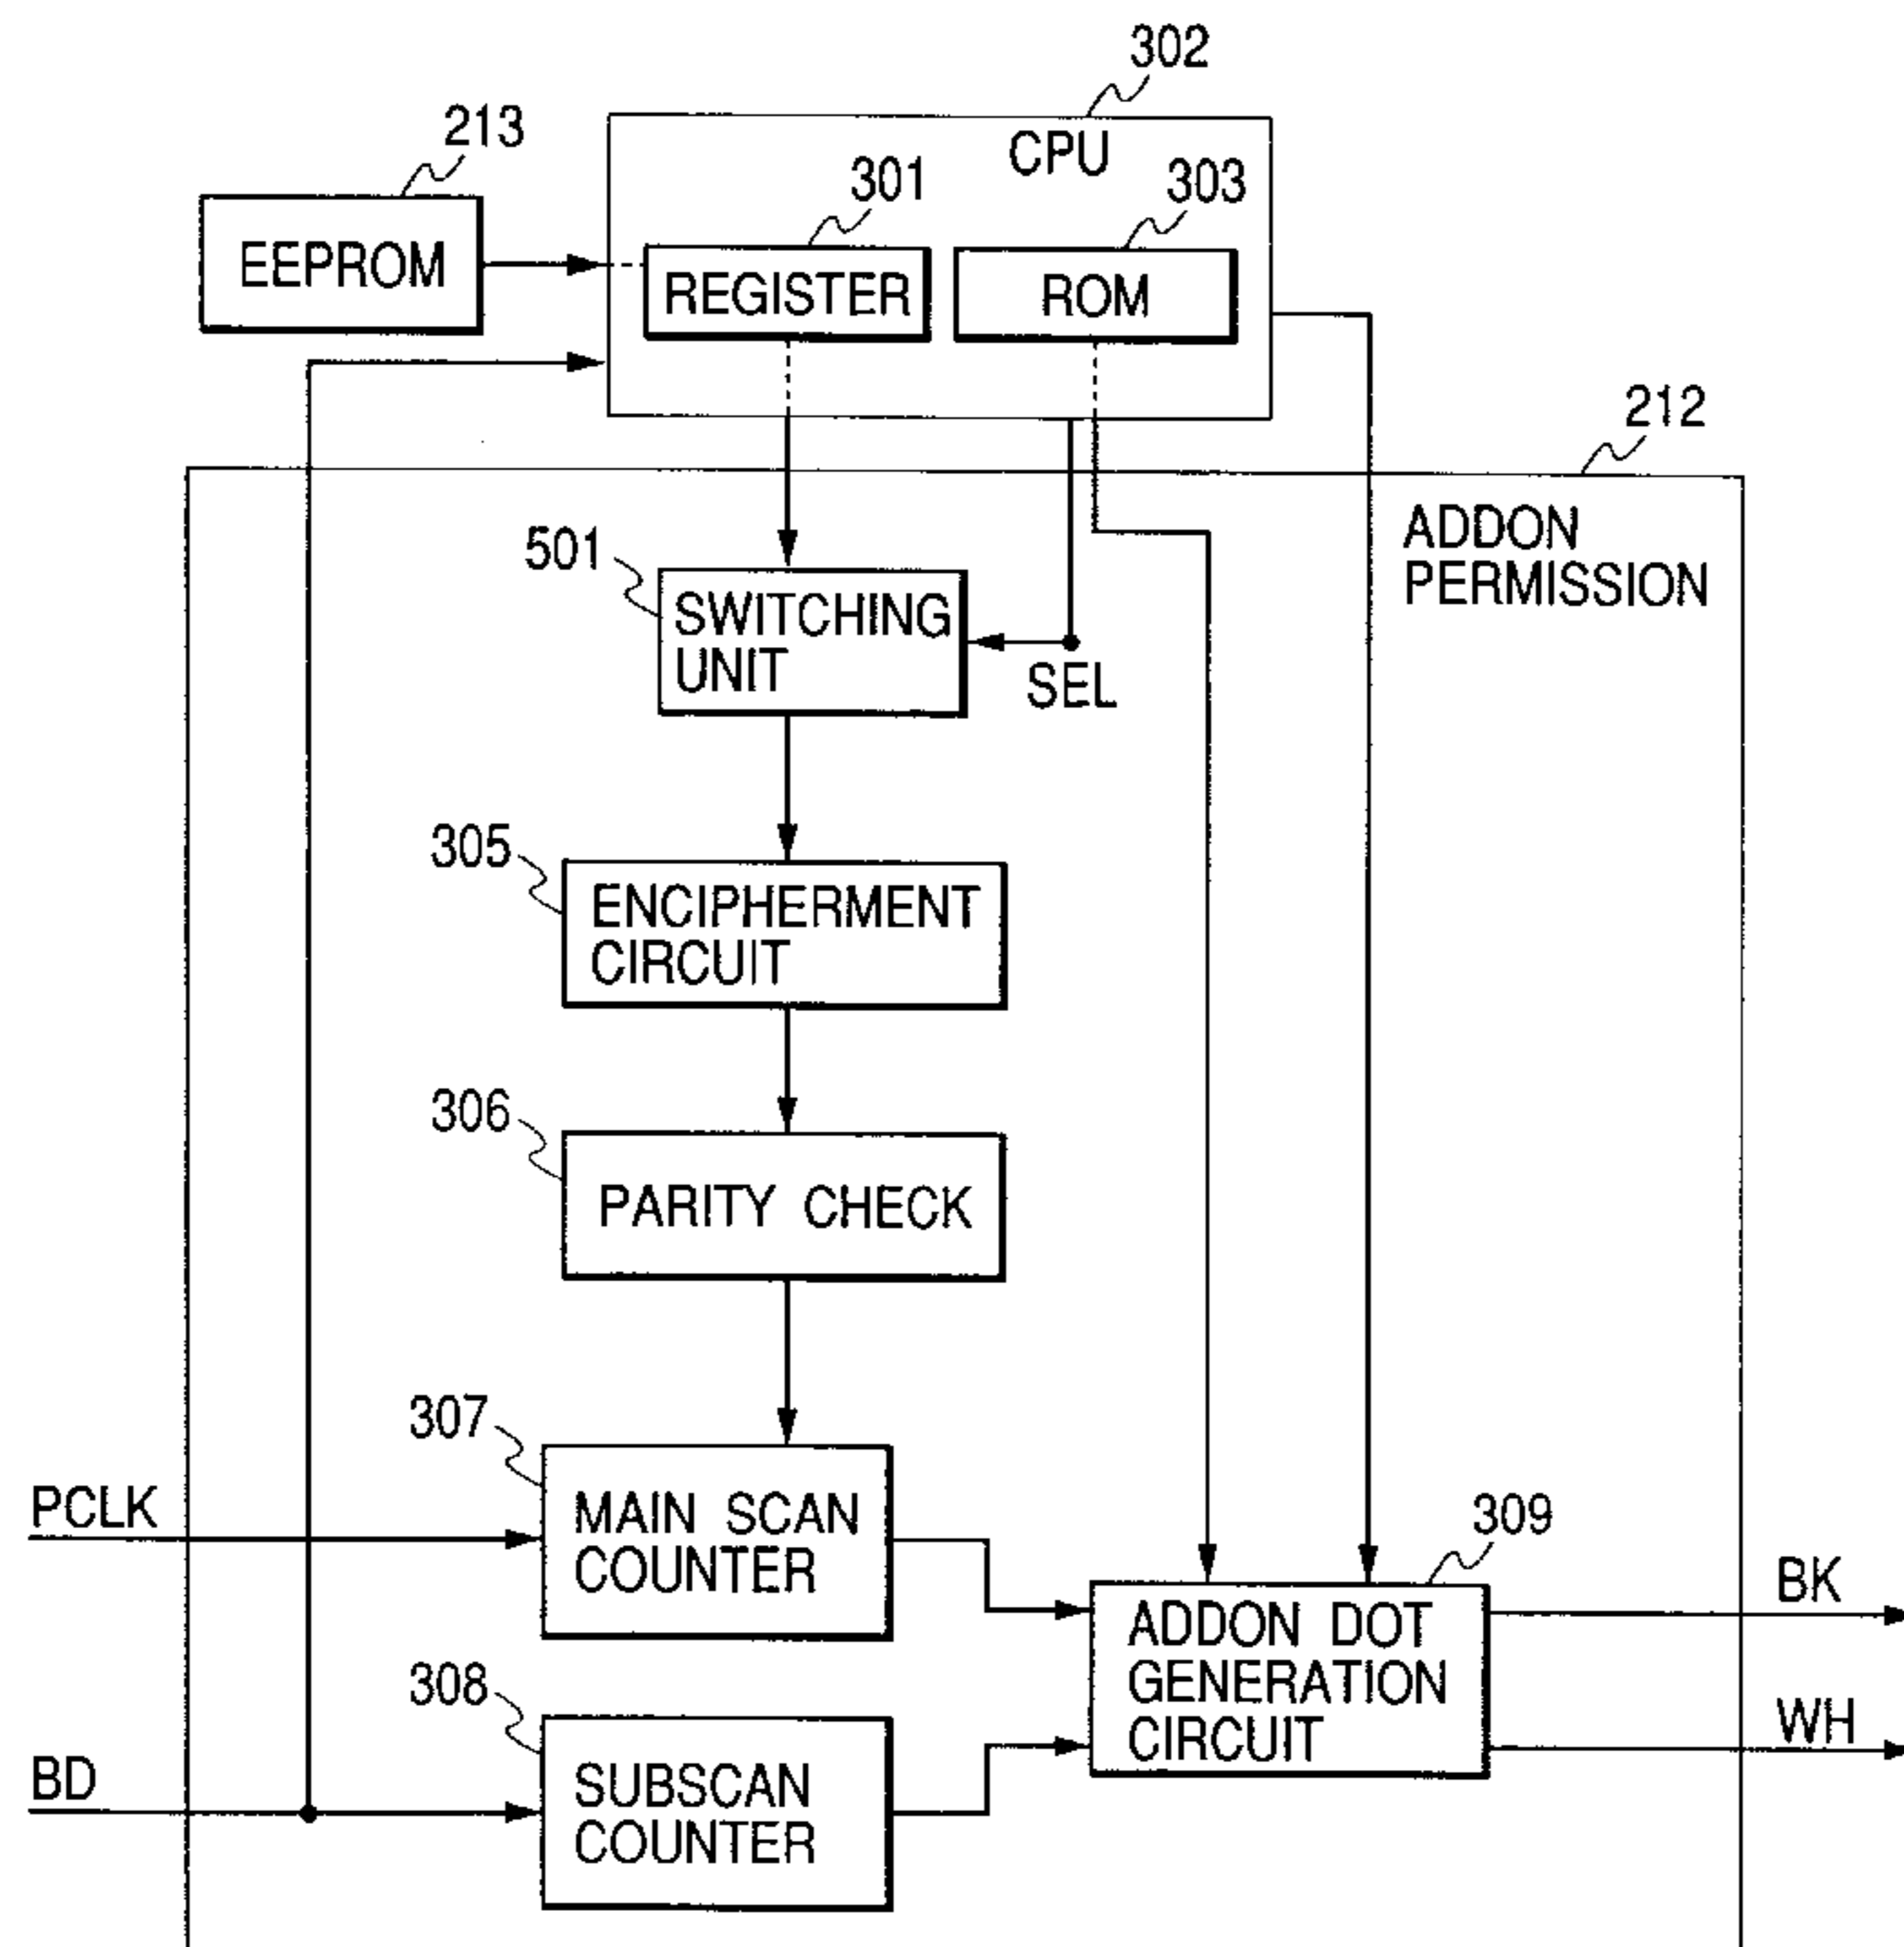 302
213
CPU
301
303
EEPROM
REGISTER
ROM
212
ADDON
PERMISSION
501
SWITCHING
UNIT
SEL
305
ENCIPHERMENT
CIRCUIT
306
PARITY CHECK
307
PCLK
MAIN SCAN
COUNTER
309
BK
ADDON DOT
GENERATION
CIRCUIT
308
WH
BD
SUBSCAN
COUNTER